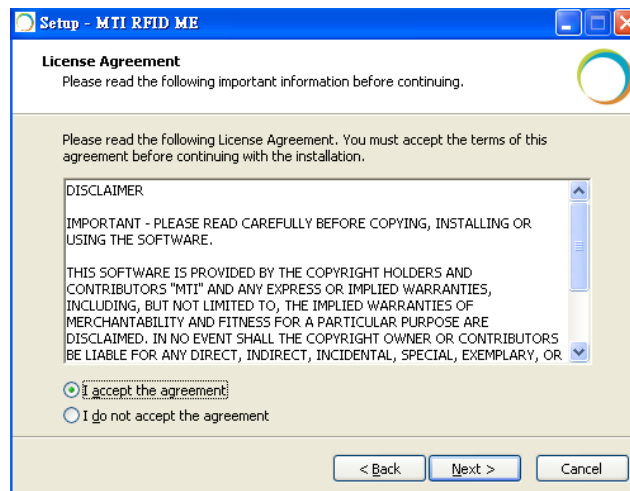 Setup - MTI RFID ME
License Agreement
Please read the following important information before continuing.
Please read the following License Agreement. You must accept the terms of this
agreement before continuing with the installation.
DISCLAIMER
IMPORTANT - PLEASE READ CAREFULLY BEFORE COPYING, INSTALLING OR
USING THE SOFTWARE.
THIS SOFTWARE IS PROVIDED BY THE COPYRIGHT HOLDERS AND
CONTRIBUTORS "MTI" AND ANY EXPRESS OR IMPLIED WARRANTIES,
INCLUDING, BUT NOT LIMITED TO, THE IMPLIED WARRANTIES OF
MERCHANTABILITY AND FITNESS FOR A PARTICULAR PURPOSE ARE
DISCLAIMED. IN NO EVENT SHALL THE COPYRIGHT OWNER OR CONTRIBUTORS
BE LIABLE FOR ANY DIRECT, INDIRECT, INCIDENTAL, SPECIAL, EXEMPLARY, OR
I accept the agreement
I do not accept the agreement
< Back Next > Cancel